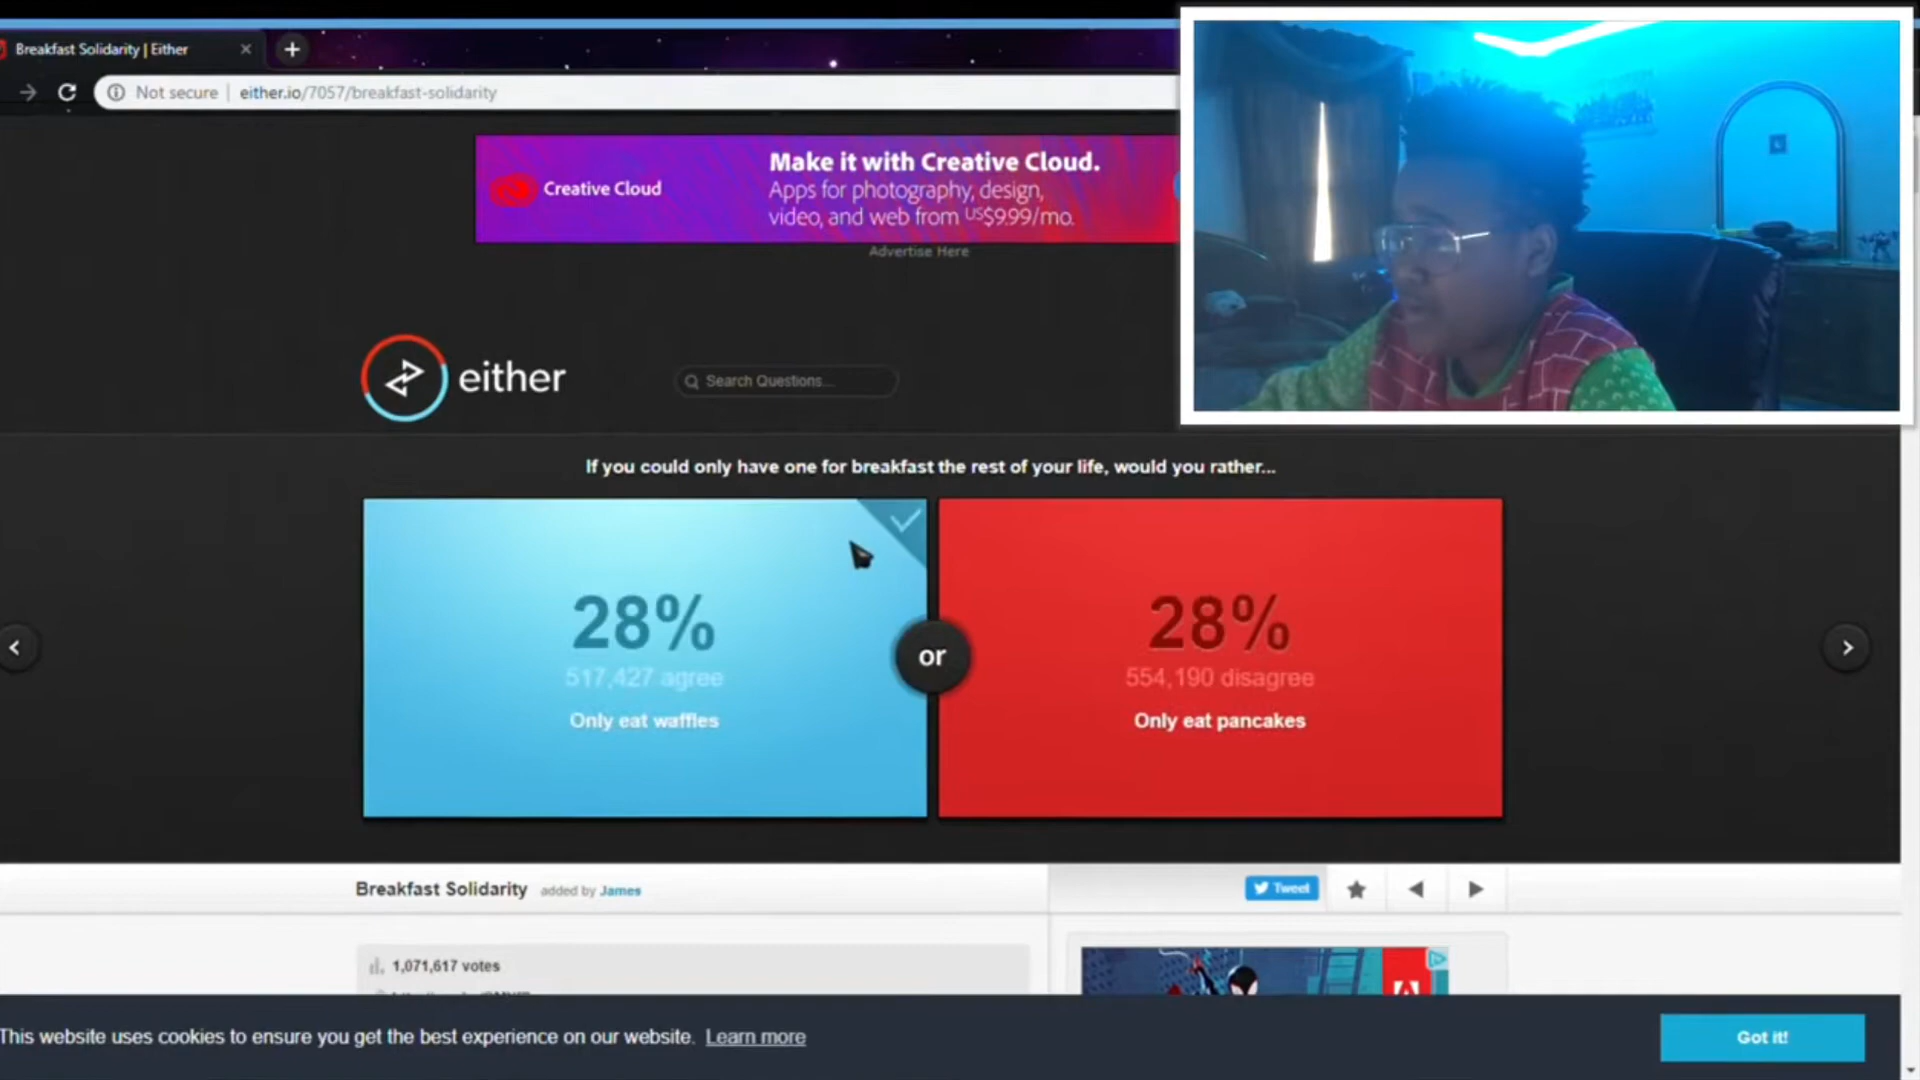 Breakfast Solidarity | Either
Not secure
either.io/7057/breakfast-solidarity
Creative Cloud
Make it with Creative Cloud.
Apps for photography, design,
video, and web from US$9.99/mo.
Advertise Here
either
Search Questions...
If you could only have one for breakfast the rest of your life, would you rather...
28%
517,427 agree
Only eat waffles
or
28%
554,190 disagree
Only eat pancakes
Breakfast Solidarity added by James
Tweet
1,071,617 votes
This website uses cookies to ensure you get the best experience on our website. Learn more
Got it!